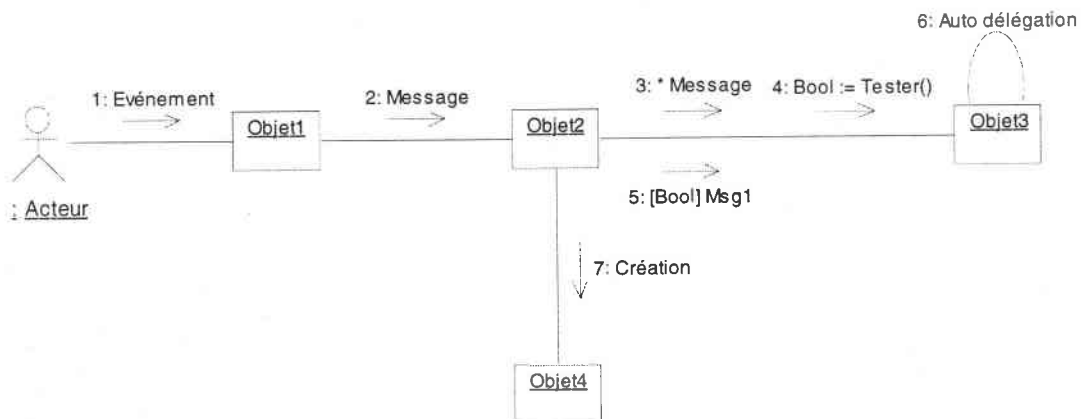 6: Auto délégation
1: Evénement
2: Message
3: * Message
4: Bool := Tester()
Objet1
Objet2
Objet3
: Acteur
5: [Bool] Msg1
7: Création
Objet4